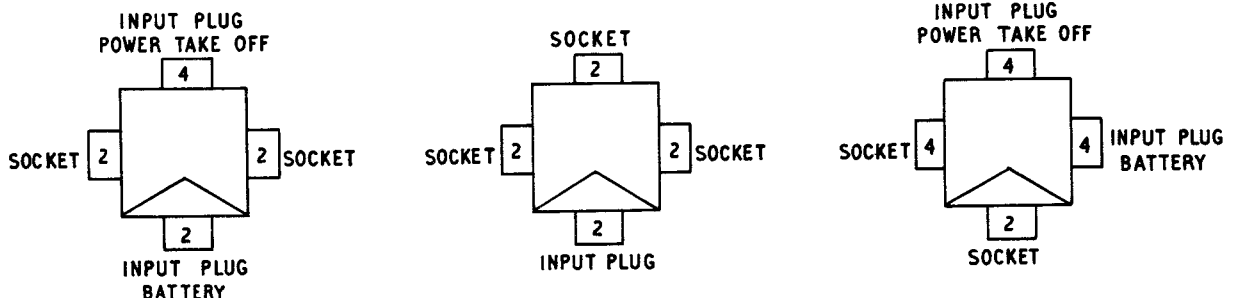 INPUT PLUG
POWER TAKE OFF
4
SOCKET 2
2 SOCKET
2
INPUT PLUG
BATTERY
SOCKET
2
SOCKET 2
2 SOCKET
2
INPUT PLUG
INPUT PLUG
POWER TAKE OFF
4
SOCKET 4
4 INPUT PLUG
BATTERY
2
SOCKET